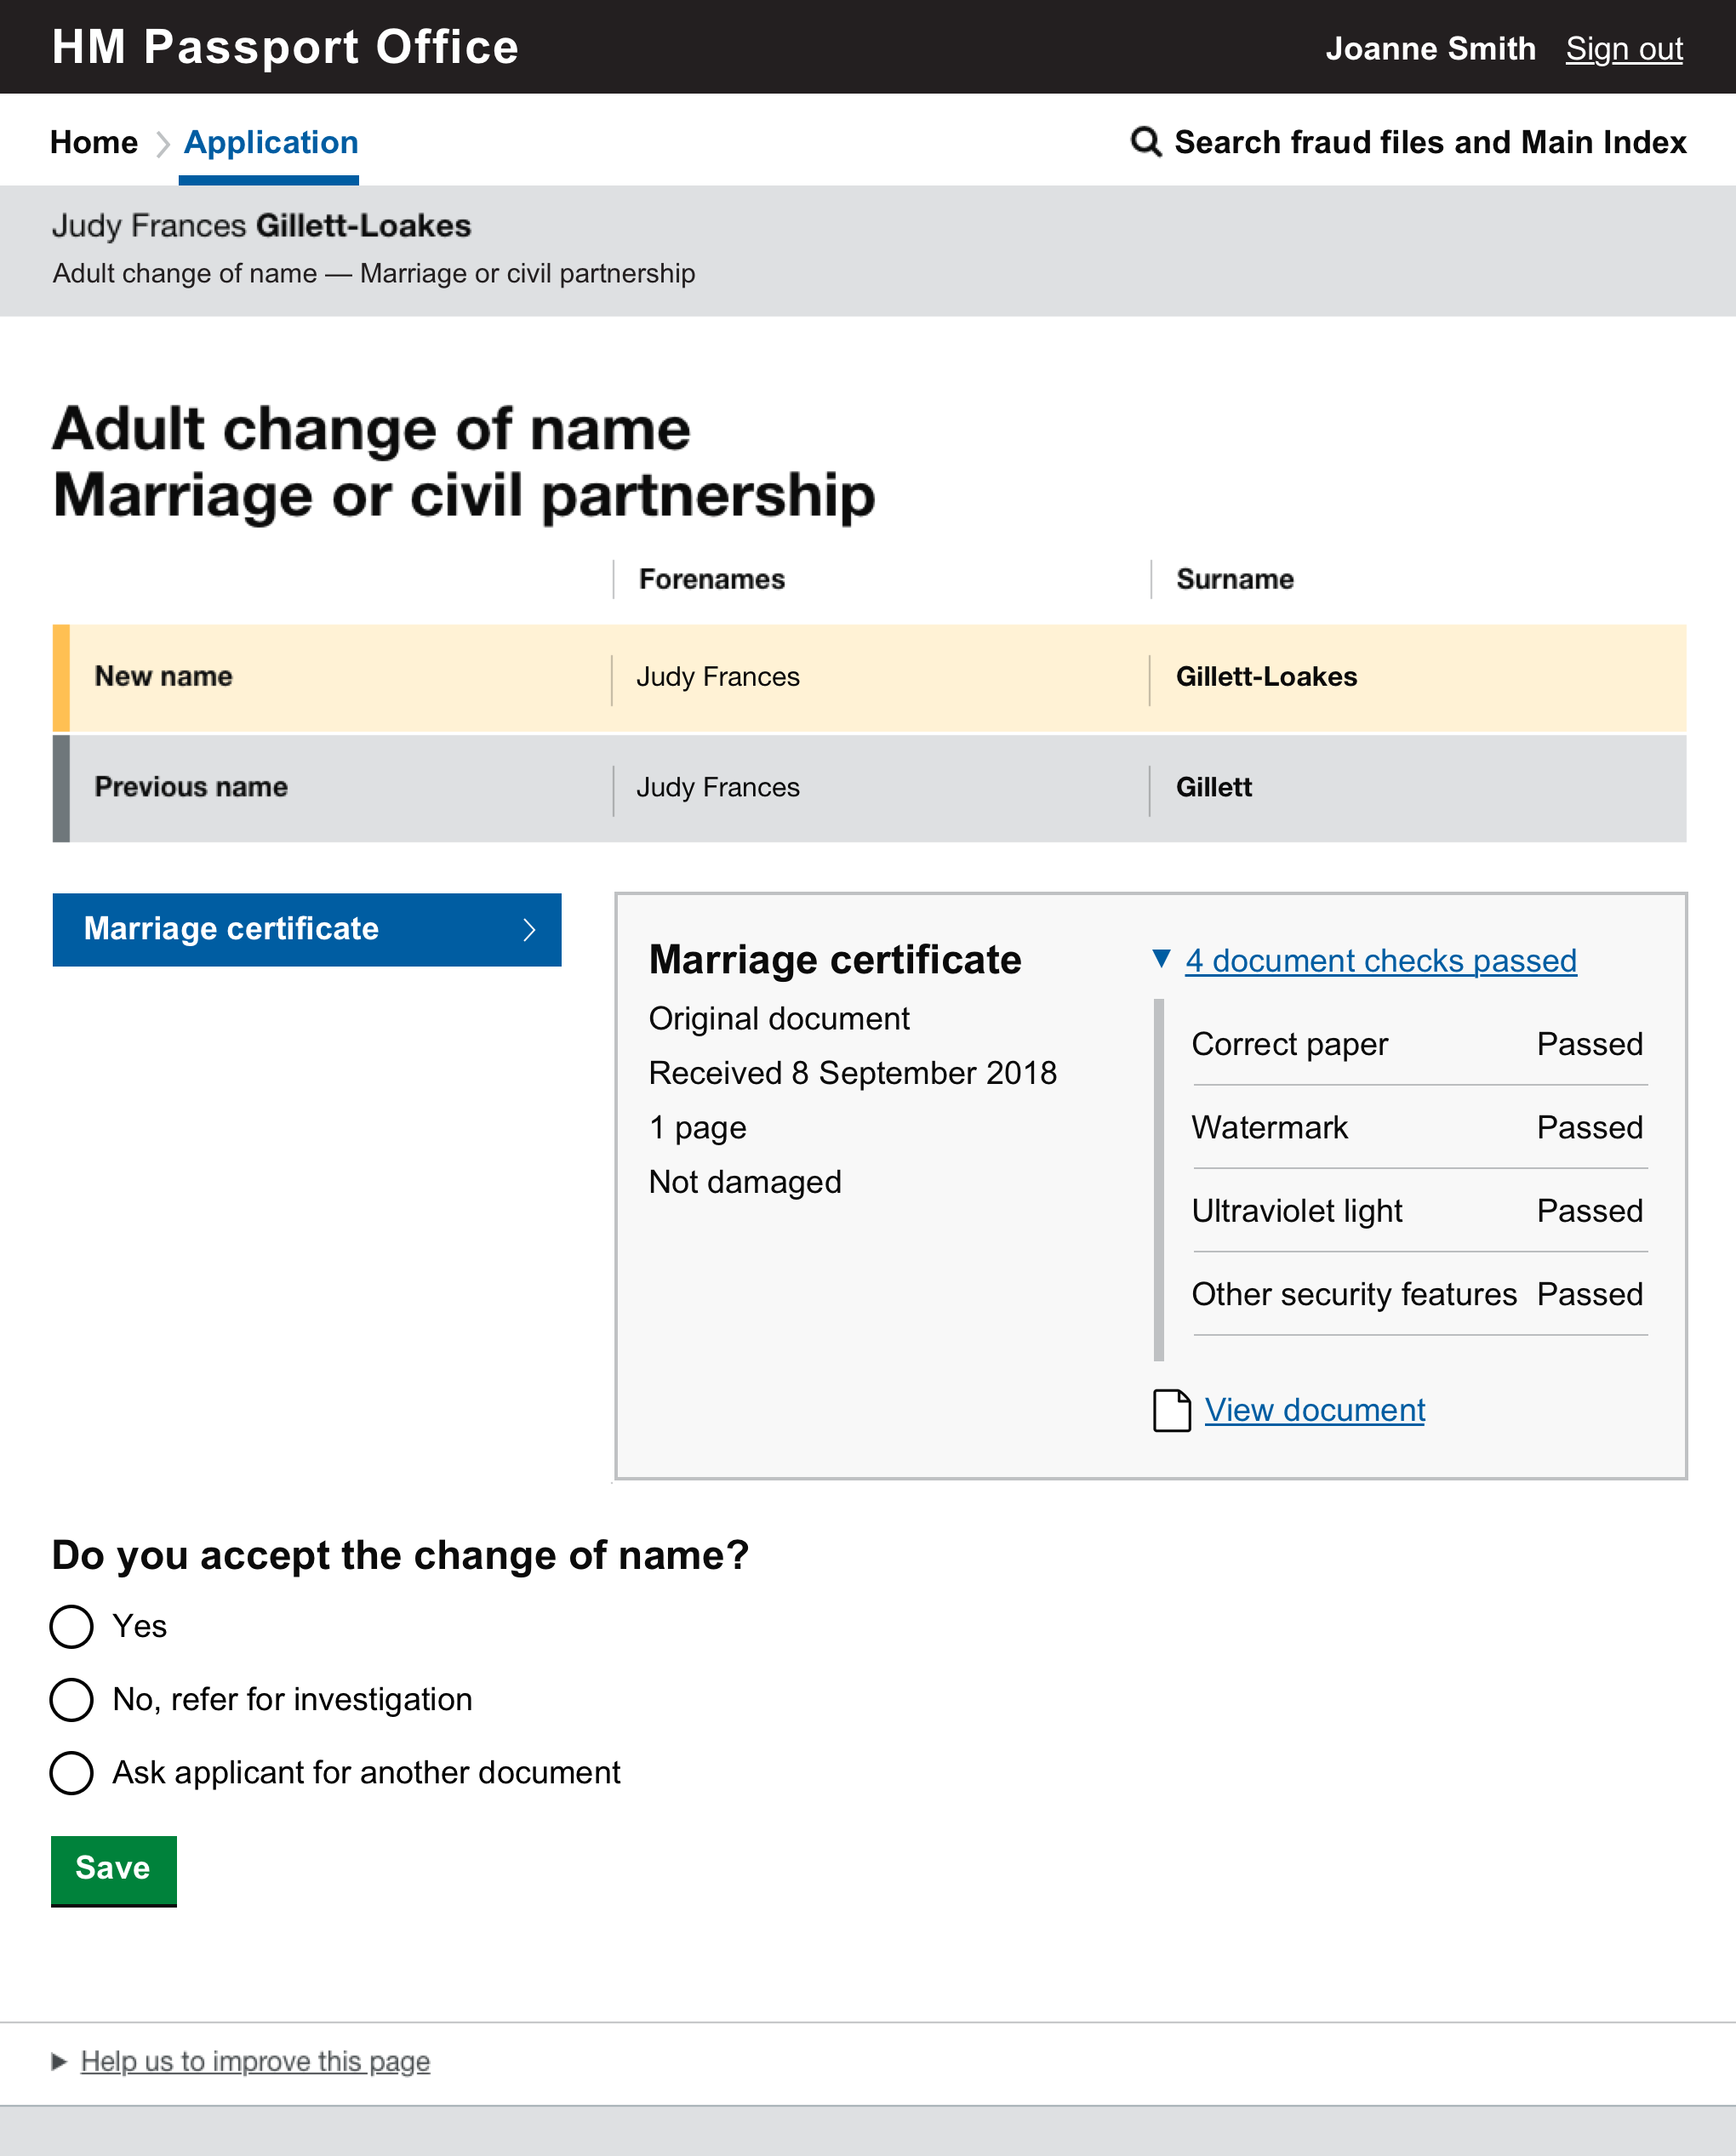 HM Passport Office
Joanne Smith Sign out
Home Application
Search fraud files and Main Index
Judy Frances Gillett-Loakes
Adult change of name — Marriage or civil partnership
Adult change of name
Marriage or civil partnership
Forenames Surname
New name Judy Frances Gillett-Loakes
Previous name Judy Frances Gillett
Marriage certificate
Marriage certificate
Original document
Received 8 September 2018
1 page
Not damaged
4 document checks passed
Correct paper Passed
Watermark Passed
Ultraviolet light Passed
Other security features Passed
View document
Do you accept the change of name?
Yes
No, refer for investigation
Ask applicant for another document
Save
Help us to improve this page